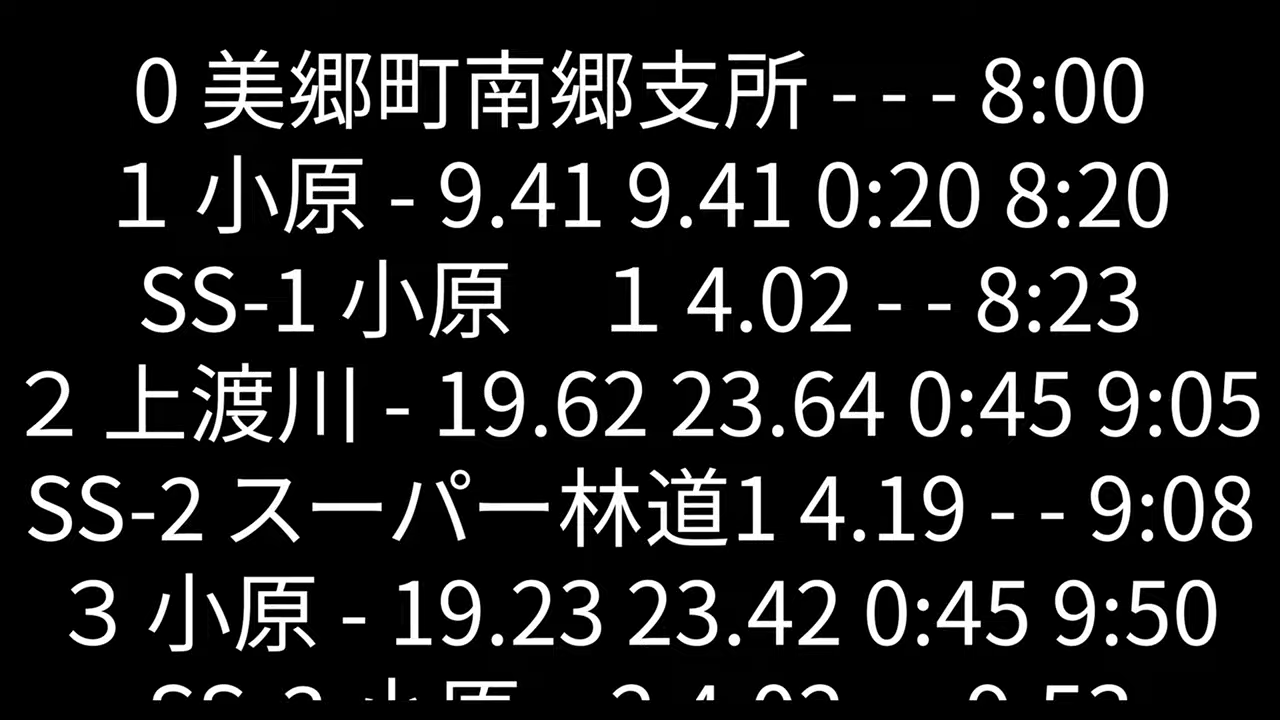 0 美郷町南郷支所 - - - 8:00
１ 小原 - 9.41 9.41 0:20 8:20
SS-1 小原　１ 4.02 - - 8:23
２ 上渡川 - 19.62 23.64 0:45 9:05
SS-2 スーパー林道1 4.19 - - 9:08
３ 小原 - 19.23 23.42 0:45 9:50